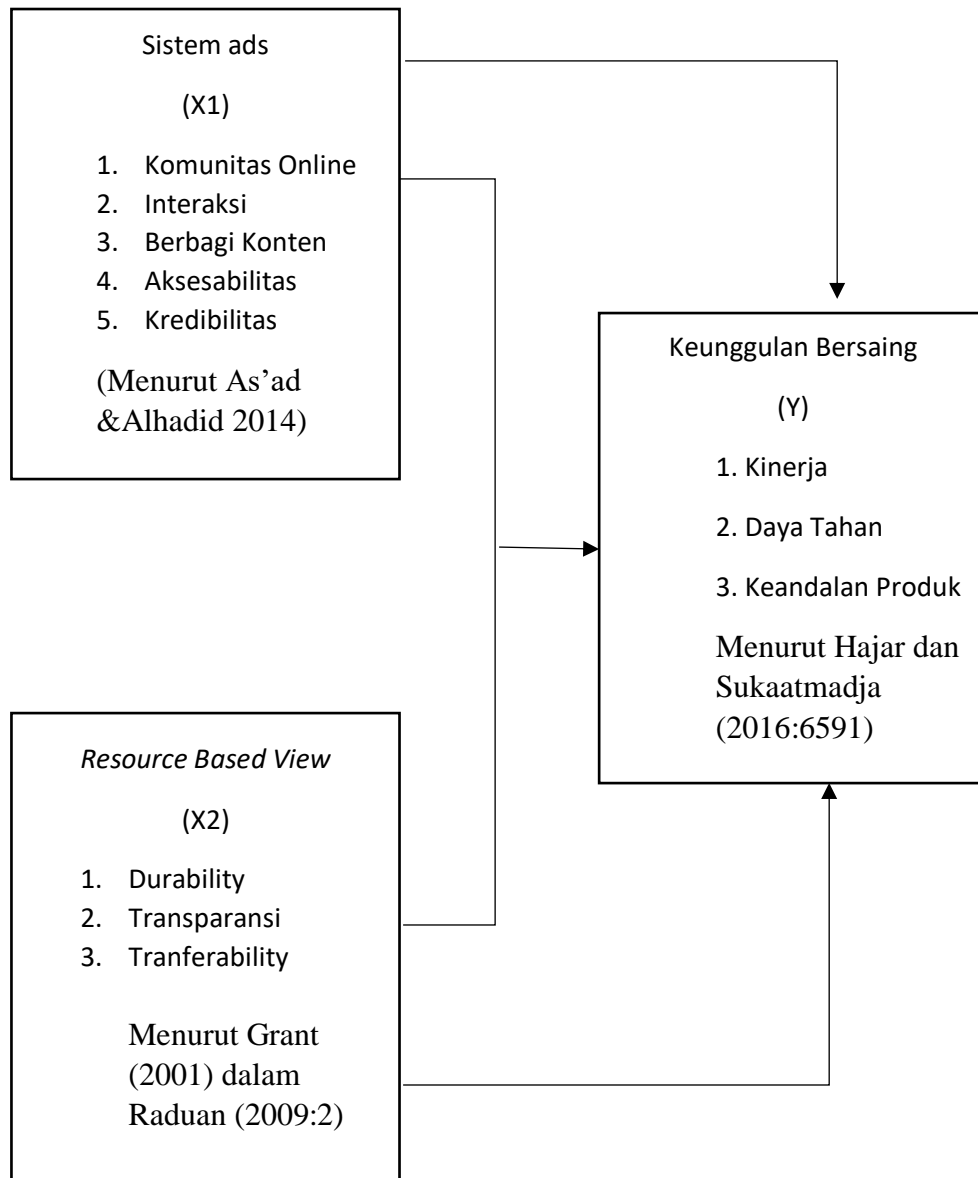 Sistem ads
(X1)
1. Komunitas Online
2. Interaksi
3. Berbagi Konten
4. Aksesabilitas
5. Kredibilitas
(Menurut As’ad
&Alhadid 2014)
Keunggulan Bersaing
(Y)
1. Kinerja
2. Daya Tahan
3. Keandalan Produk
Menurut Hajar dan
Sukaatmadja
(2016:6591)
Resource Based View
(X2)
1. Durability
2. Transparansi
3. Tranferability
Menurut Grant
(2001) dalam
Raduan (2009:2)